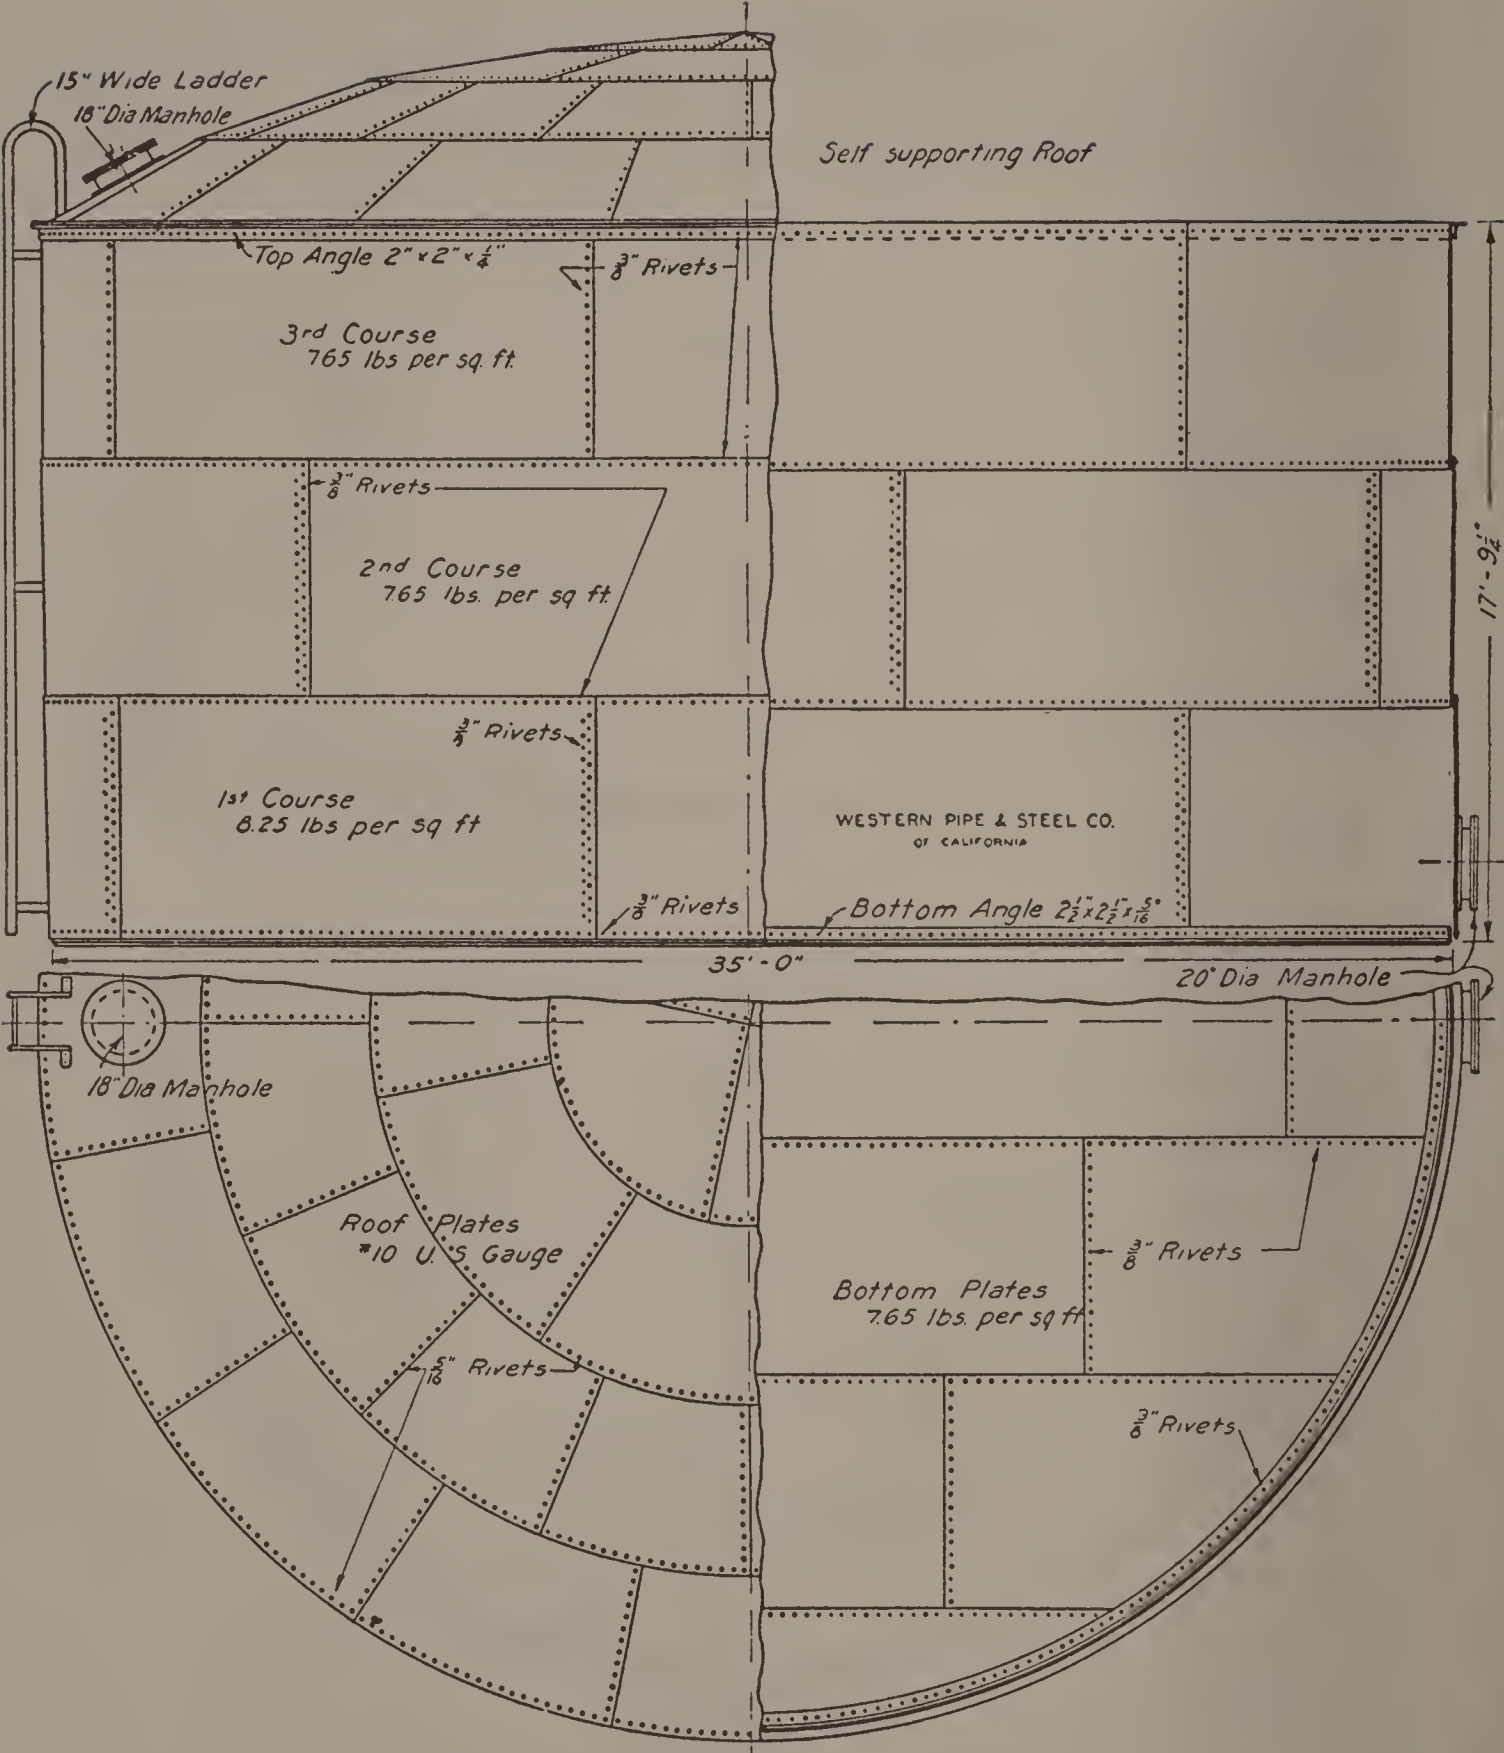 15" Wide Ladder
18" Dia Manhole
Self supporting Roof
Top Angle 2" x 2" x 1/4"
3/8" Rivets
3rd Course
765 lbs per sq. ft.
3/8" Rivets
2nd Course
7.65 lbs. per sq ft.
17'-9 1/4"
3/8" Rivets
1st Course
8.25 lbs per sq ft
WESTERN PIPE & STEEL CO.
OF CALIFORNIA
3/8" Rivets
Bottom Angle 2 1/2" x 2 1/2" x 5/16"
35'-0"
20" Dia Manhole
18" Dia Manhole
Roof Plates
#10 U. S Gauge
3/8" Rivets
Bottom Plates
7.65 lbs. per sq ft
5/16" Rivets
3/8" Rivets